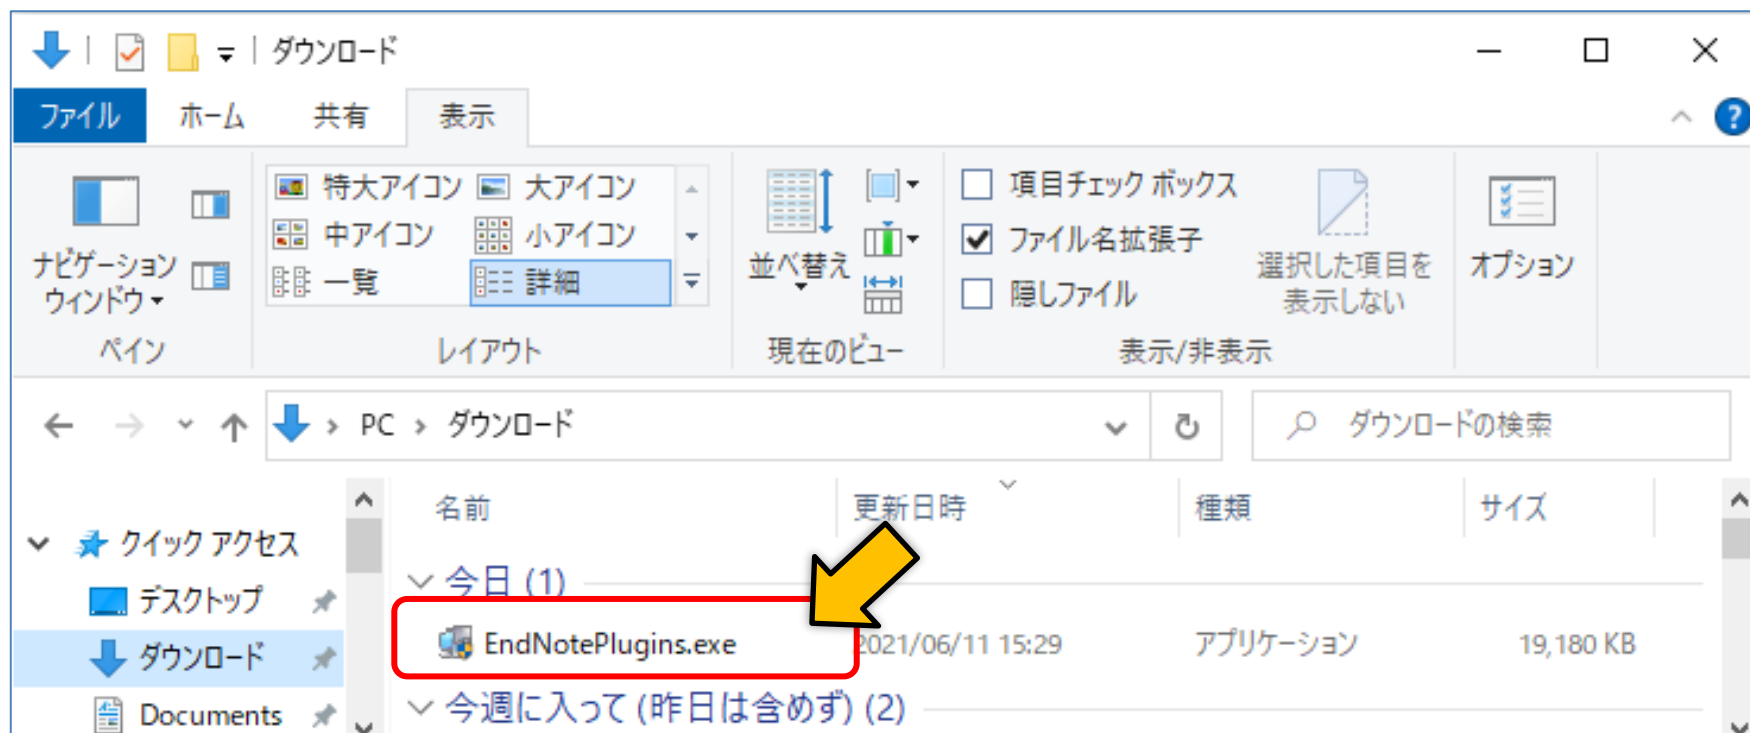 ダウンロード
ファイル ホーム 共有 表示
特大アイコン 大アイコン
中アイコン 小アイコン
一覧 詳細
ナビゲーション
ウィンドウ
並べ替え
項目チェック ボックス
ファイル名拡張子
隠しファイル
選択した項目を
表示しない
オプション
ペイン レイアウト 現在のビュー 表示/非表示
PC › ダウンロード
ダウンロードの検索
クイック アクセス
デスクトップ
ダウンロード
Documents
名前 更新日時 種類 サイズ
今日 (1)
EndNotePlugins.exe 2021/06/11 15:29 アプリケーション 19,180 KB
今週に入って (昨日は含めず) (2)